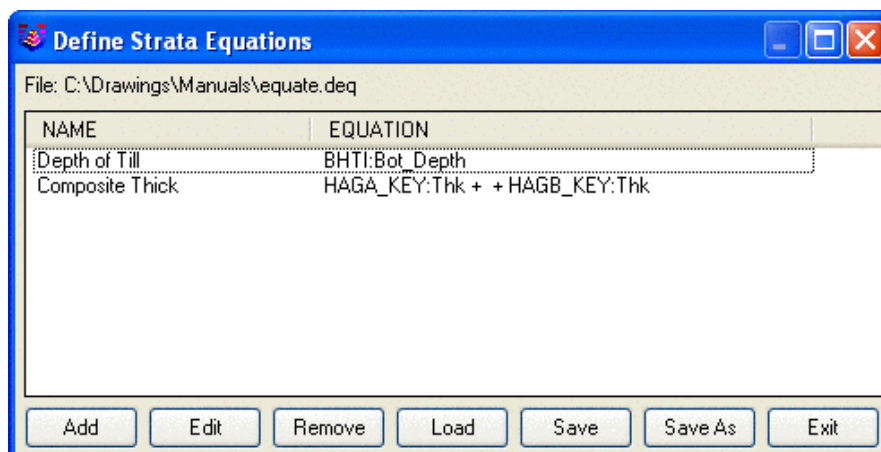 Define Strata Equations
File: C:\Drawings\Manuals\equate.deq
NAME EQUATION
Depth of Till BHTI:Bot_Depth
Composite Thick HAGA_KEY:Thk + + HAGB_KEY:Thk
Add Edit Remove Load Save Save As Exit